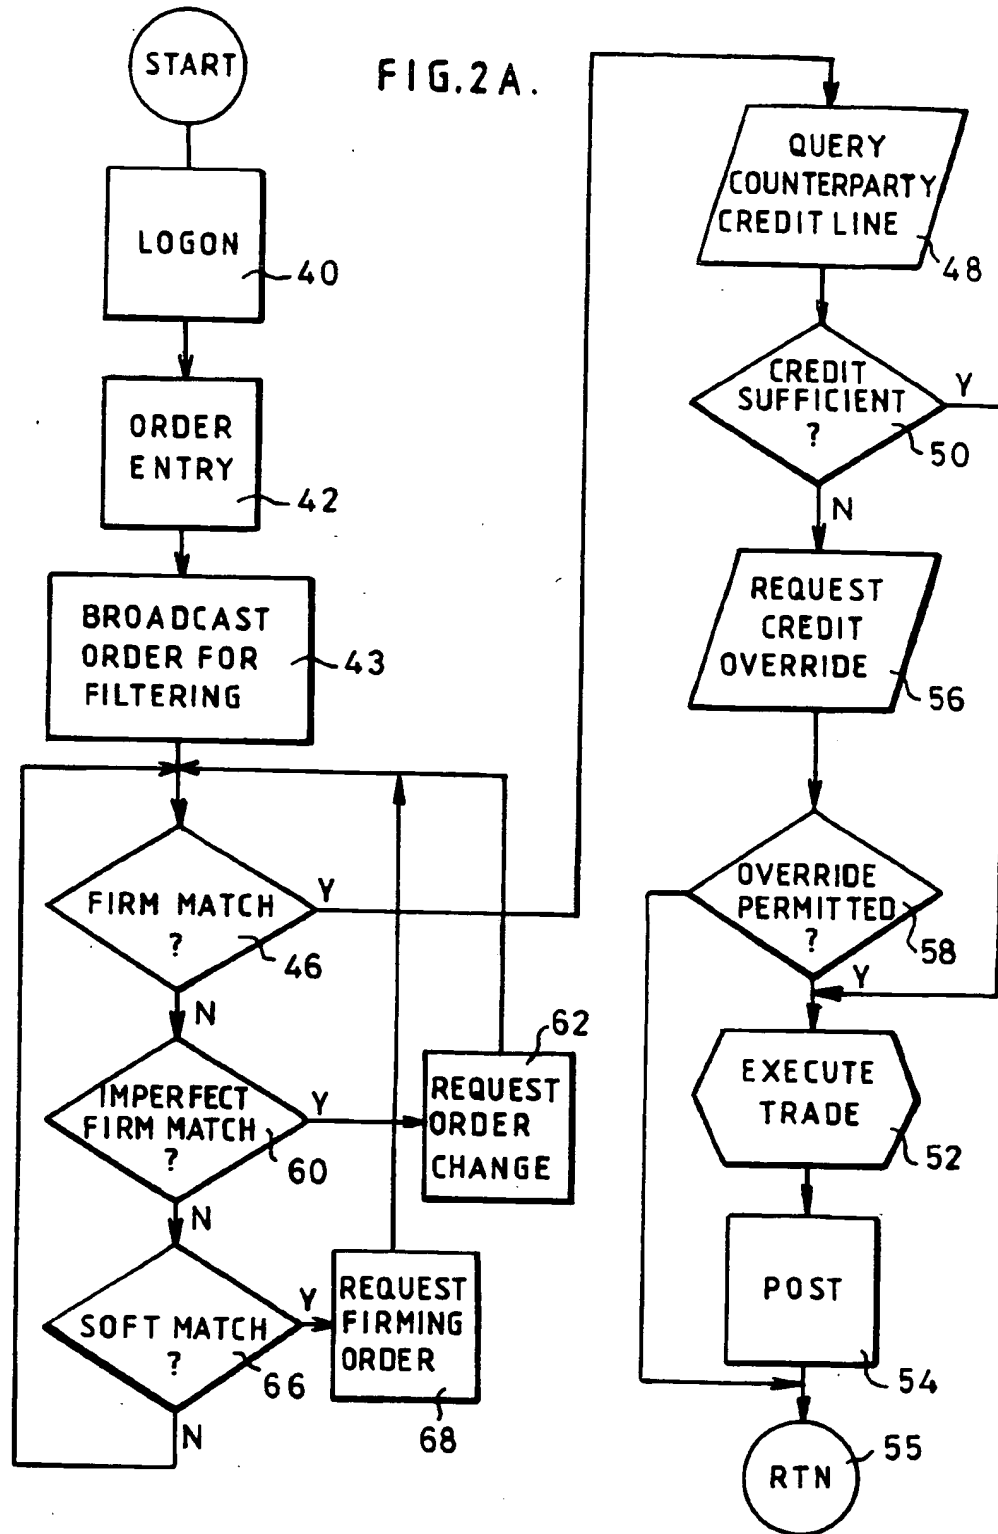 START
FIG.2A.
LOGON
40
ORDER
ENTRY
42
BROADCAST
ORDER FOR
FILTERING
43
FIRM MATCH
?
46
Y
N
IMPERFECT
FIRM MATCH
?
60
Y
N
62
REQUEST
ORDER
CHANGE
SOFT MATCH
?
66
Y
N
REQUEST
FIRMING
ORDER
68
QUERY
COUNTERPARTY
CREDIT LINE
48
CREDIT
SUFFICIENT
?
50
Y
N
REQUEST
CREDIT
OVERRIDE
56
OVERRIDE
PERMITTED
?
58
Y
EXECUTE
TRADE
52
POST
54
RTN
55